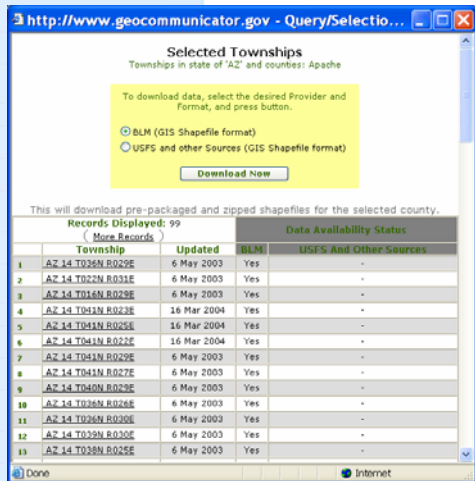 http://www.geocommunicator.gov - Query/Selectio...
Selected Townships
Townships in state of 'AZ' and counties: Apache
To download data, select the desired Provider and
Format, and press button.
BLM (GIS Shapefile format)
USFS and other Sources (GIS Shapefile format)
Download Now
This will download pre-packaged and zipped shapefiles for the selected county.
Records Displayed: 99
( More Records )
Data Availability Status
Township Updated BLM USFS And Other Sources
1 AZ 14 T036N R029E 6 May 2003 Yes -
2 AZ 14 T022N R031E 6 May 2003 Yes -
3 AZ 14 T016N R029E 6 May 2003 Yes -
4 AZ 14 T041N R023E 16 Mar 2004 Yes -
5 AZ 14 T041N R025E 16 Mar 2004 Yes -
6 AZ 14 T041N R022E 16 Mar 2004 Yes -
7 AZ 14 T041N R029E 6 May 2003 Yes -
8 AZ 14 T041N R027E 6 May 2003 Yes -
9 AZ 14 T040N R029E 6 May 2003 Yes -
10 AZ 14 T036N R026E 6 May 2003 Yes -
11 AZ 14 T036N R030E 6 May 2003 Yes -
12 AZ 14 T039N R030E 6 May 2003 Yes -
13 AZ 14 T038N R025E 6 May 2003 Yes -
Done Internet